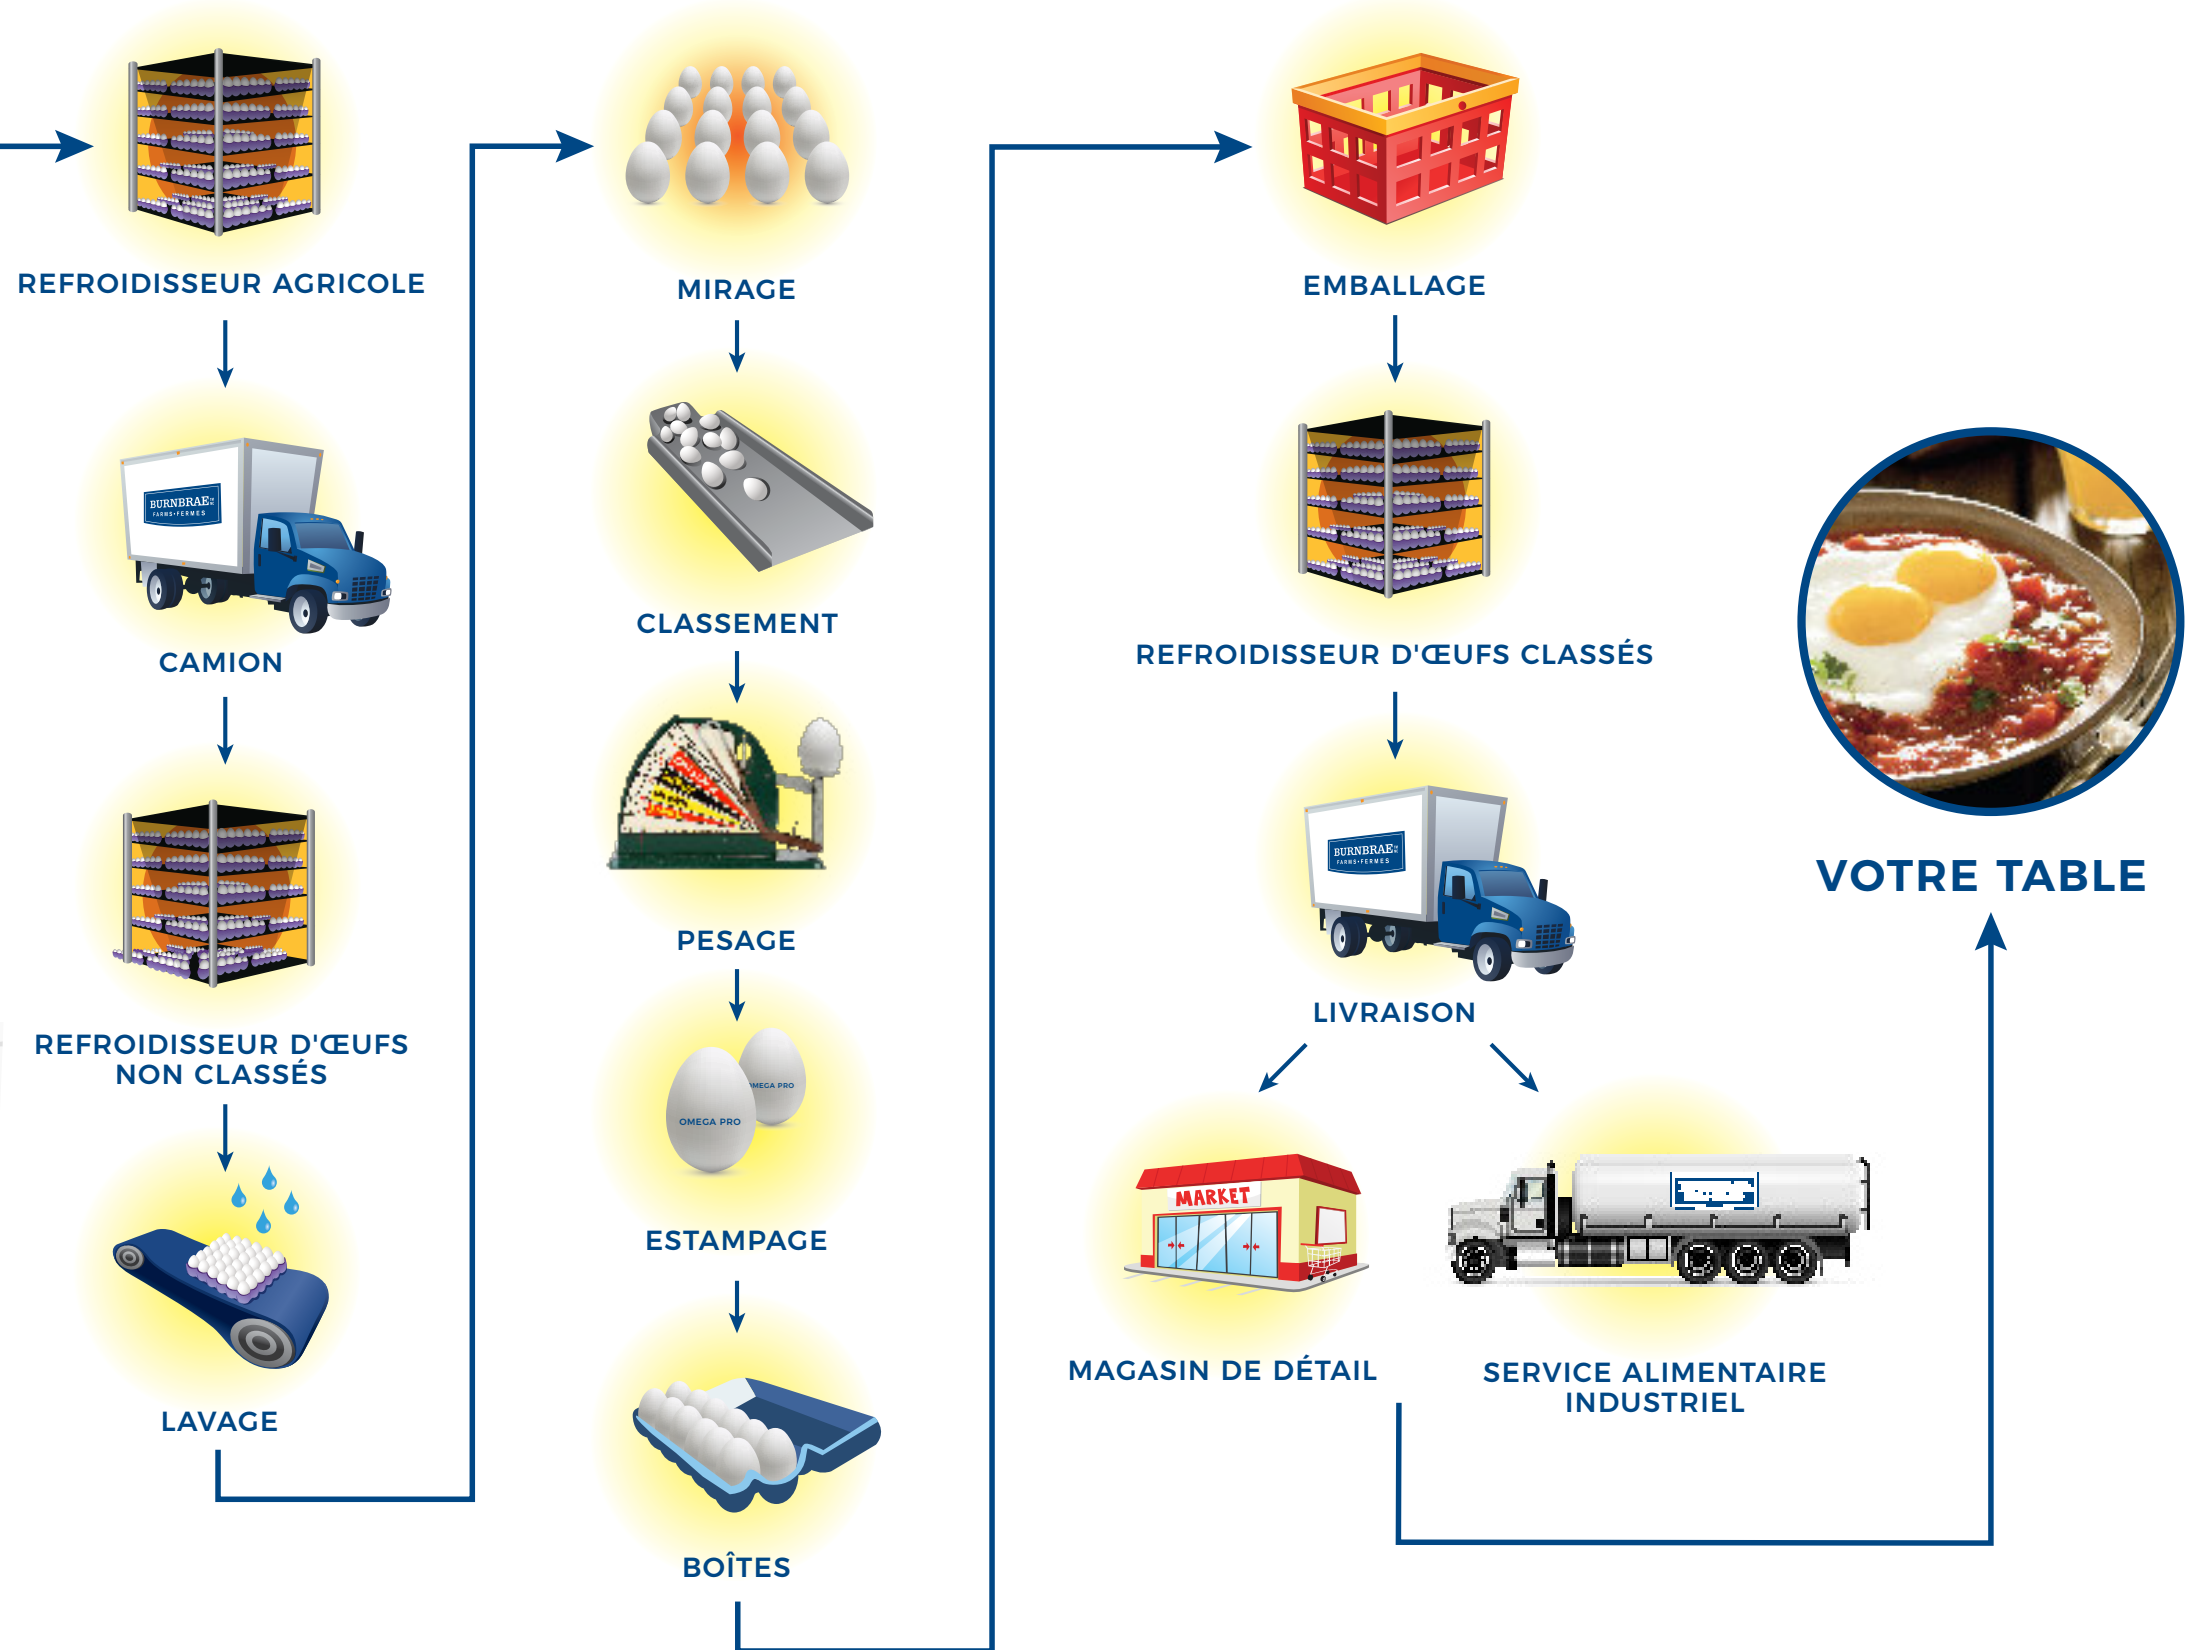 REFROIDISSEUR AGRICOLE
BURNBRAE
FARMS•FERMES
CAMION
REFROIDISSEUR D'ŒUFS
NON CLASSÉS
LAVAGE
MIRAGE
CLASSEMENT
PESAGE
OMEGA PRO
OMEGA PRO
ESTAMPAGE
BOÎTES
EMBALLAGE
REFROIDISSEUR D'ŒUFS CLASSÉS
BURNBRAE
FARMS•FERMES
LIVRAISON
MARKET
MAGASIN DE DÉTAIL
SERVICE ALIMENTAIRE
INDUSTRIEL
VOTRE TABLE